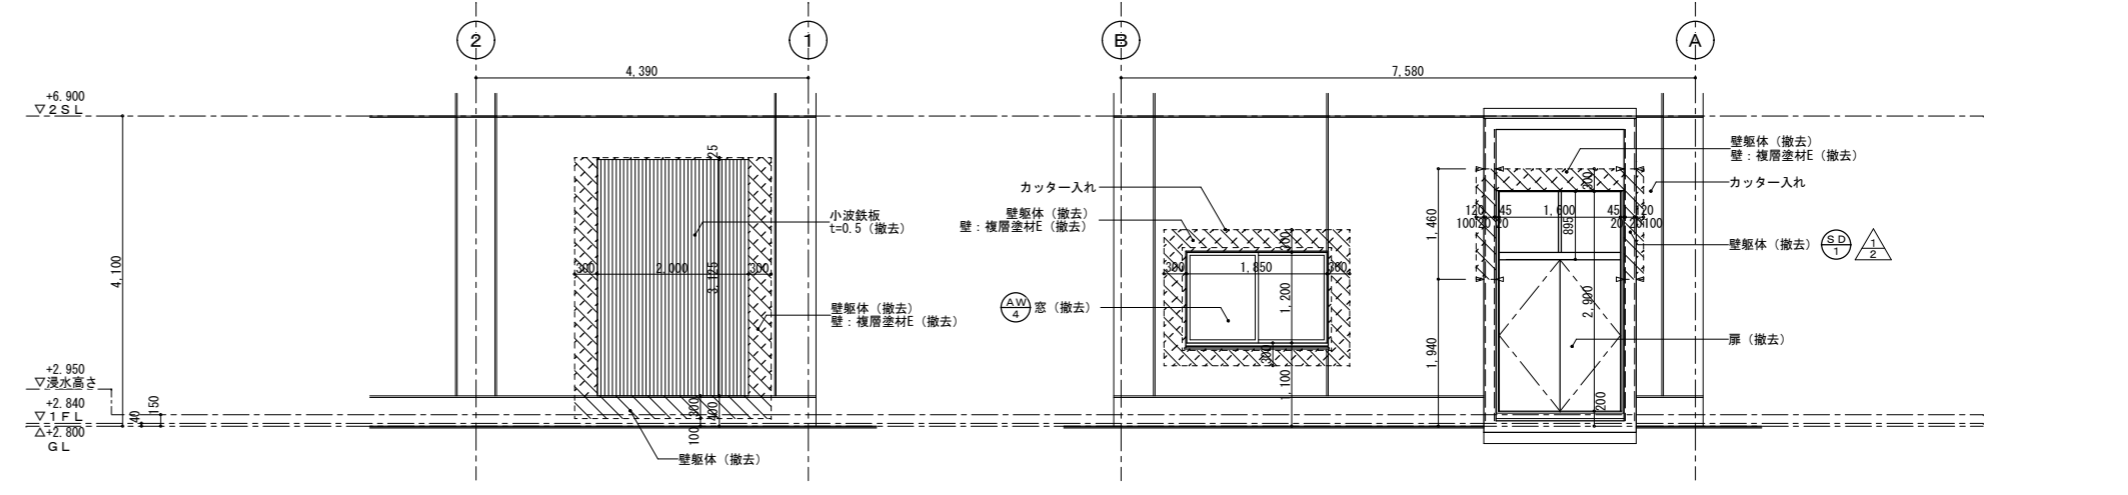 2
1
B
A
4,390
7,580
+6.900
▽2SL
4,100
+2.950
▽浸水高さ
+2.840
▽1FL
△+2.800
GL
40
150
25
小波鉄板
t=0.5（撤去）
300
2,000
300
3,125
壁躯体（撤去）
壁：複層塗材E（撤去）
300
400
100
壁躯体（撤去）
カッター入れ
壁躯体（撤去）
壁：複層塗材E（撤去）
300
300
1,850
300
1,200
AW
4
窓（撤去）
300
1,100
壁躯体（撤去）
壁：複層塗材E（撤去）
カッター入れ
300
1,460
120
45
1,600
45
120
100
20
20
895
20
20
100
壁躯体（撤去）
SD
1
1
2
2,900
1,940
扉（撤去）
200